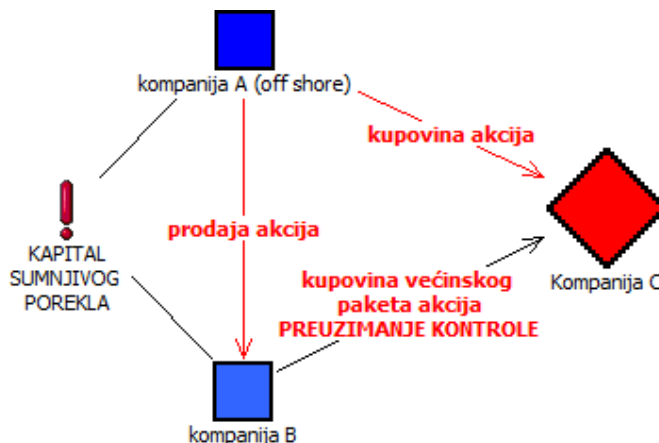 kompanija A (off shore)
kupovina akcija
prodaja akcija
KAPITAL
SUMNJIVOG
POREKLA
kupovina većinskog
paketa akcija
PREUZIMANJE KONTROLE
Kompanija C
kompanija B